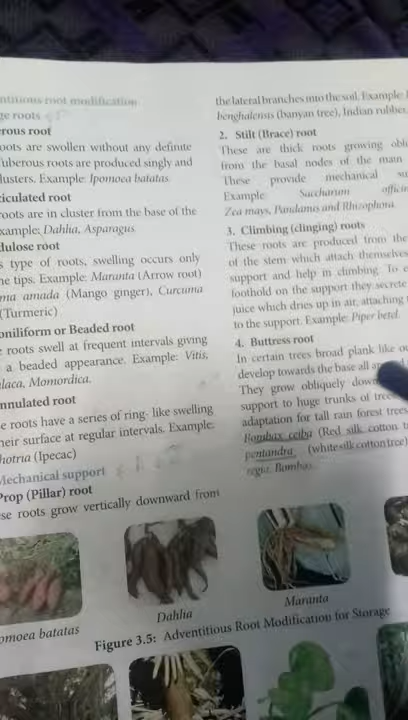 ntitious root modification
ge roots
rous root
oots are swollen without any definite
Tuberous roots are produced singly and
lusters. Example: Ipomoea batatas
ticulated root
roots are in cluster from the base of the
xample: Dahlia, Asparagus.
dulose root
s type of roots, swelling occurs only
he tips. Example: Maranta (Arrow root)
ma amada (Mango ginger), Curcuma
(Turmeric)
oniliform or Beaded root
e roots swell at frequent intervals giving
a beaded appearance. Example: Vitis,
laca, Momordica.
nnulated root
e roots have a series of ring- like swelling
heir surface at regular intervals. Example:
hotria (Ipecac)
Mechanical support
Prop (Pillar) root
se roots grow vertically downward from
the lateral branches into the soil. Example:
benghalensis (banyan tree), Indian rubber.
2. Stilt (Brace) root
These are thick roots growing obl
from the basal nodes of the main
These provide mechanical su
Example Saccharum officin
Zea mays, Pandanus and Rhizophora.
3. Climbing (clinging) roots
These roots are produced from the
of the stem which attach themselves
support and help in climbing. To e
foothold on the support they secrete
juice which dries up in air, attaching
to the support. Example: Piper betel.
4. Buttress root
In certain trees broad plank like ou
develop towards the base all
They grow obliquely dow
support to huge trunks of trees
adaptation for tall rain forest trees
Bombax ceiba (Red silk cotton t
pentandra (white silk cotton tree)
regia, Bombax.
omoea batatas
Dahlia
Maranta
Figure 3.5: Adventitious Root Modification for Storage